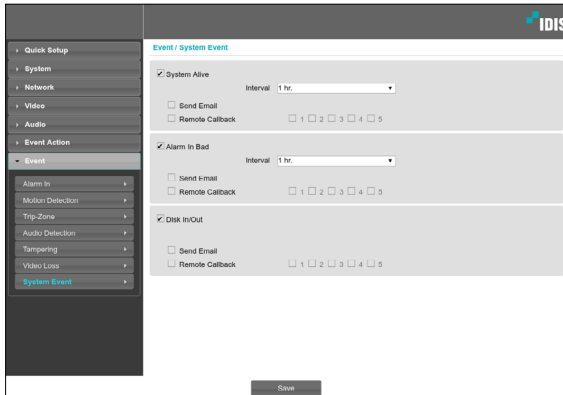 IDIS
Quick Setup
System
Network
Video
Audio
Event Action
Event
Alarm In
Motion Detection
Trip-Zone
Audio Detection
Tampering
Video Loss
System Event
Event / System Event
System Alive
Interval 1 hr.
Send Email
Remote Callback 1 2 3 4 5
Alarm In Bad
Interval 1 hr.
Send Email
Remote Callback 1 2 3 4 5
Disk In/Out
Send Email
Remote Callback 1 2 3 4 5
Save